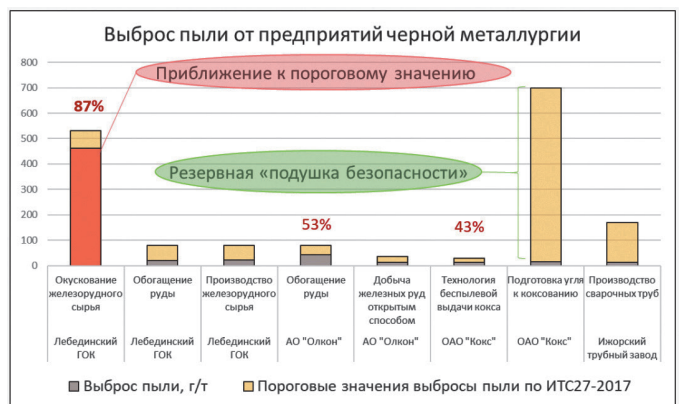 Выброс пыли от предприятий черной металлургии
800
700
600
500
400
300
200
100
0
Приближение к пороговому значению
87%
Резервная «подушка безопасности»
53%
43%
Окускование железорудного сырья
Обогащение руды
Производство железорудного сырья
Обогащение руды
Добыча железных руд открытым способом
Технология беспылевой выдачи кокса
Подготовка угля к коксованию
Производство сварочных труб
Лебединский ГОК
Лебединский ГОК
Лебединский ГОК
АО "Олкон"
АО "Олкон"
ОАО "Кокс"
ОАО "Кокс"
Ижорский трубный завод
Выброс пыли, г/т
Пороговые значения выбросы пыли по ИТС27-2017